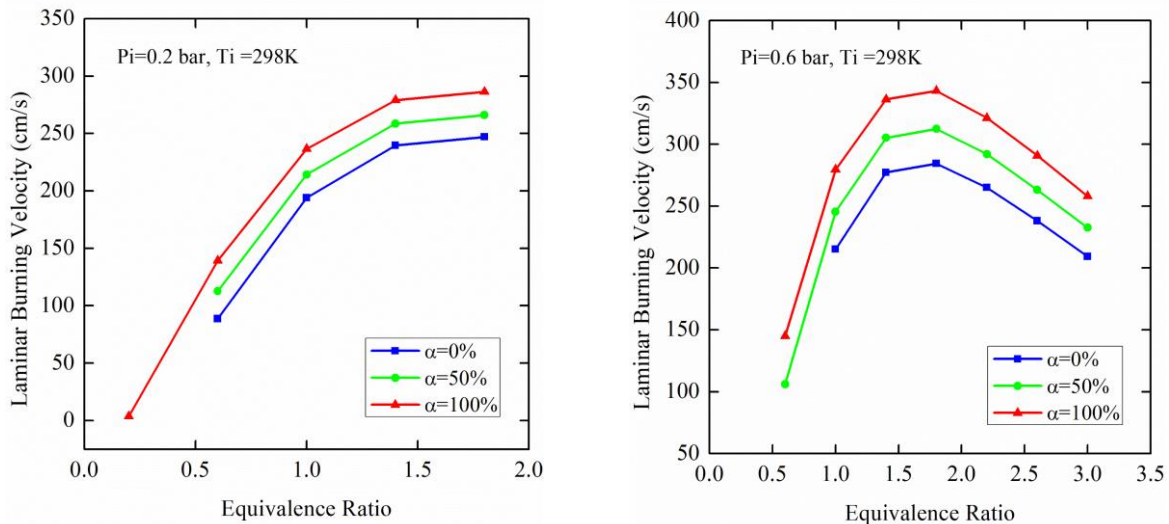 350
300
250
200
150
100
50
0
Laminar Burning Velocity (cm/s)
Pi=0.2 bar, Ti =298K
α=0%
α=50%
α=100%
0.0 0.5 1.0 1.5 2.0
Equivalence Ratio
400
350
300
250
200
150
100
50
Laminar Burning Velocity (cm/s)
Pi=0.6 bar, Ti =298K
α=0%
α=50%
α=100%
0.0 0.5 1.0 1.5 2.0 2.5 3.0 3.5
Equivalence Ratio